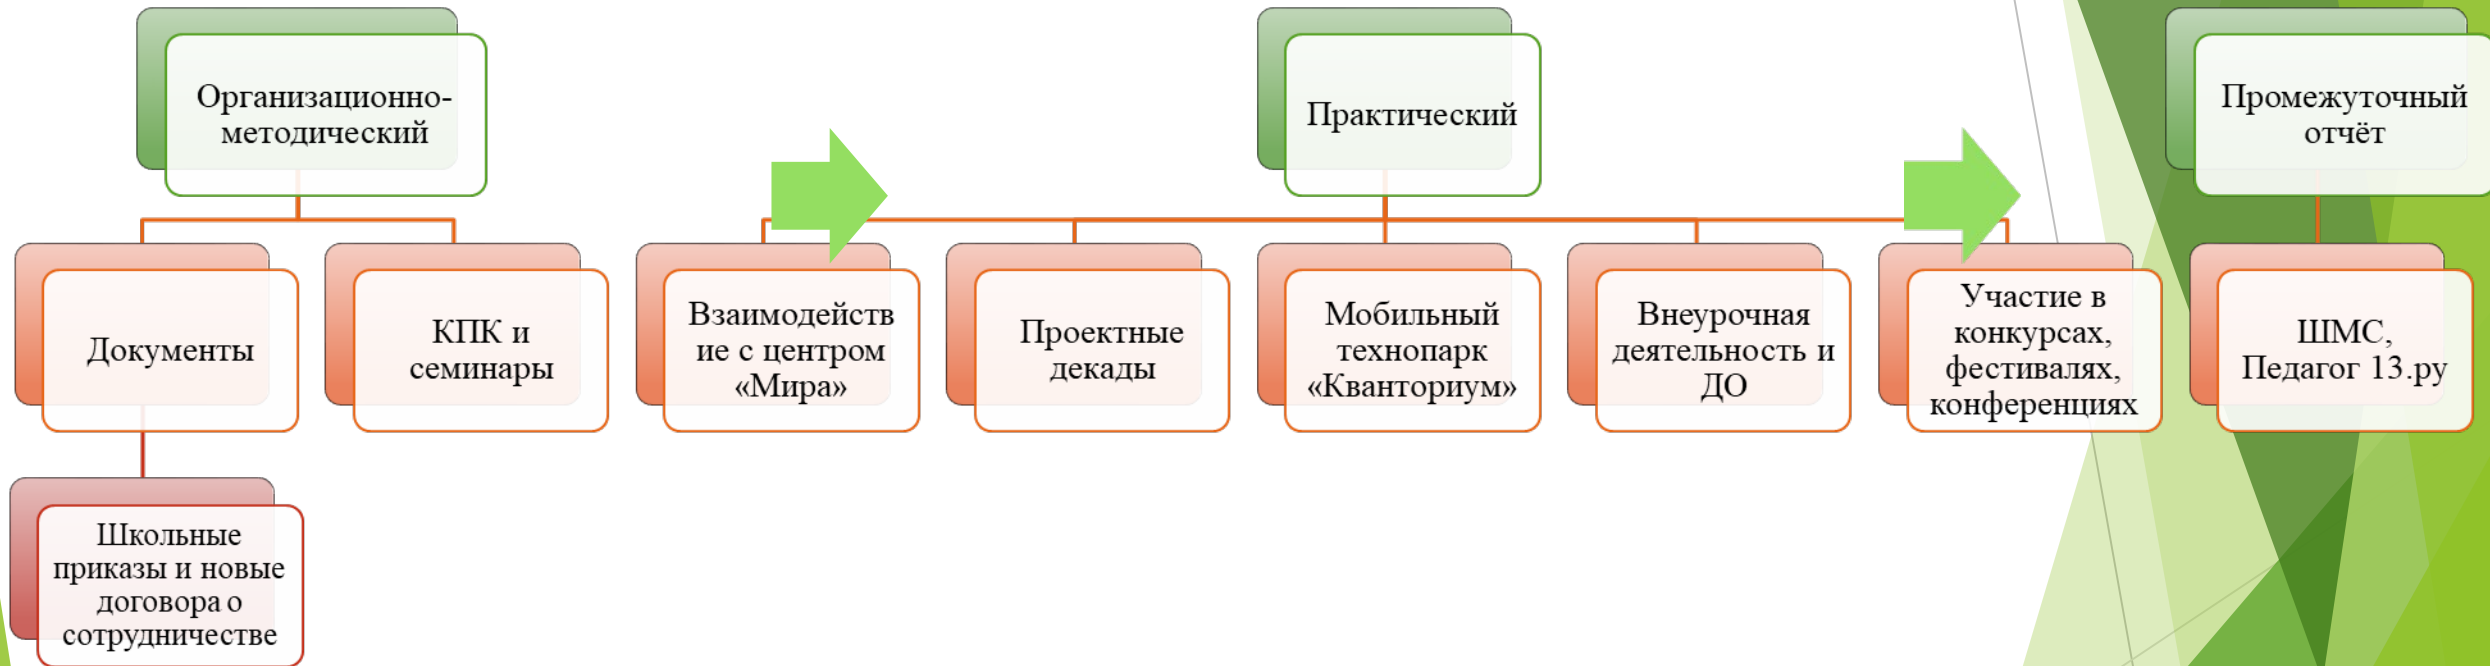 Организационно-
методический
Практический
Промежуточный
отчёт
Документы
КПК и
семинары
Взаимодейств
ие с центром
«Мира»
Проектные
декады
Мобильный
технопарк
«Кванториум»
Внеурочная
деятельность и
ДО
Участие в
конкурсах,
фестивалях,
конференциях
ШМС,
Педагог 13.ру
Школьные
приказы и новые
договора о
сотрудничестве